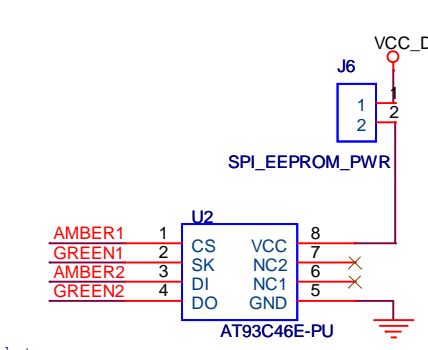 VCC_D
J6
1 1
2 2
SPI_EEPROM_PWR
U2
AMBER1 1 CS VCC 8
GREEN1 2 SK NC2 7
AMBER2 3 DI NC1 6
GREEN2 4 DO GND 5
AT93C46E-PU